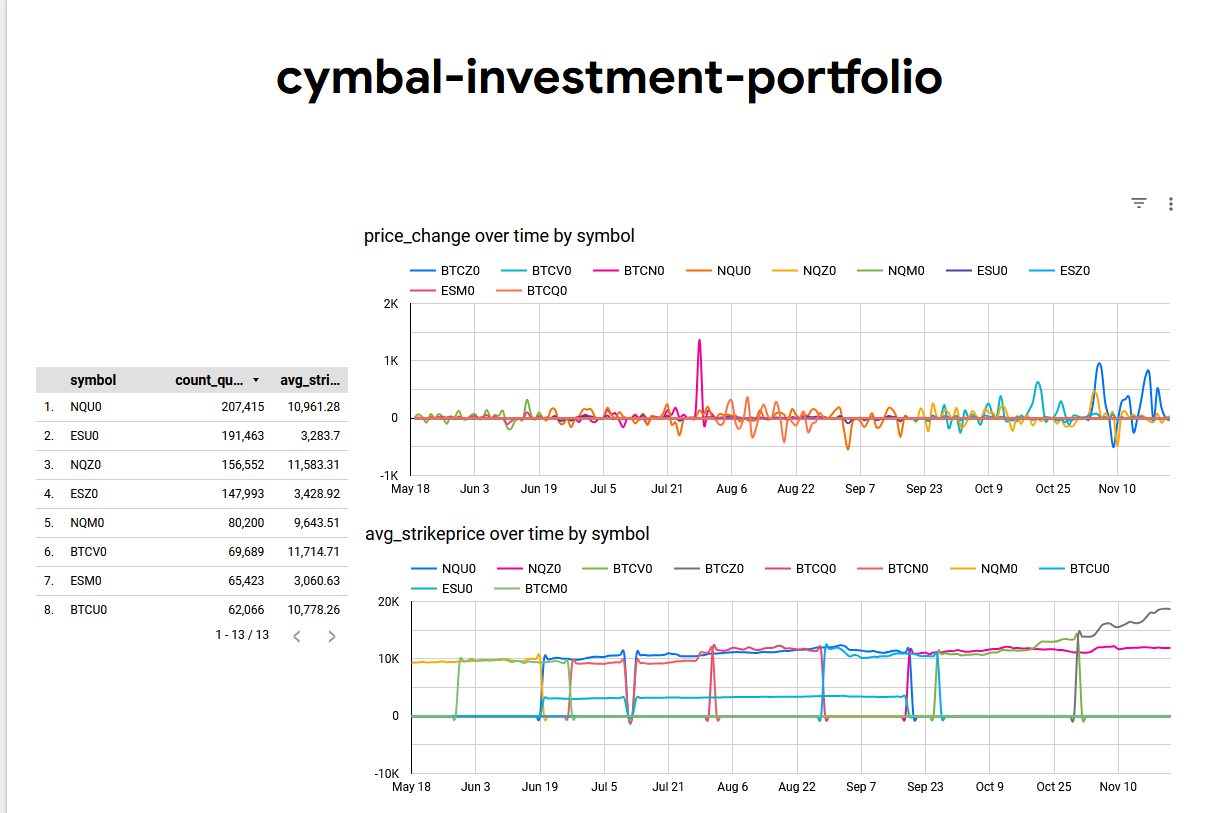 cymbal-investment-portfolio
price_change over time by symbol
BTCZ0 BTCV0 BTCN0 NQU0 NQZ0 NQM0 ESU0 ESZ0
ESM0 BTCQ0
2K
1K
0
-1K
May 18 Jun 3 Jun 19 Jul 5 Jul 21 Aug 6 Aug 22 Sep 7 Sep 23 Oct 9 Oct 25 Nov 10
symbol count_qu... avg_stri...
1. NQU0 207,415 10,961.28
2. ESU0 191,463 3,283.7
3. NQZ0 156,552 11,583.31
4. ESZ0 147,993 3,428.92
5. NQM0 80,200 9,643.51
6. BTCV0 69,689 11,714.71
7. ESM0 65,423 3,060.63
8. BTCU0 62,066 10,778.26
1 - 13 / 13
avg_strikeprice over time by symbol
NQU0 NQZ0 BTCV0 BTCZ0 BTCQ0 BTCN0 NQM0 BTCU0
ESU0 BTCM0
20K
10K
0
-10K
May 18 Jun 3 Jun 19 Jul 5 Jul 21 Aug 6 Aug 22 Sep 7 Sep 23 Oct 9 Oct 25 Nov 10